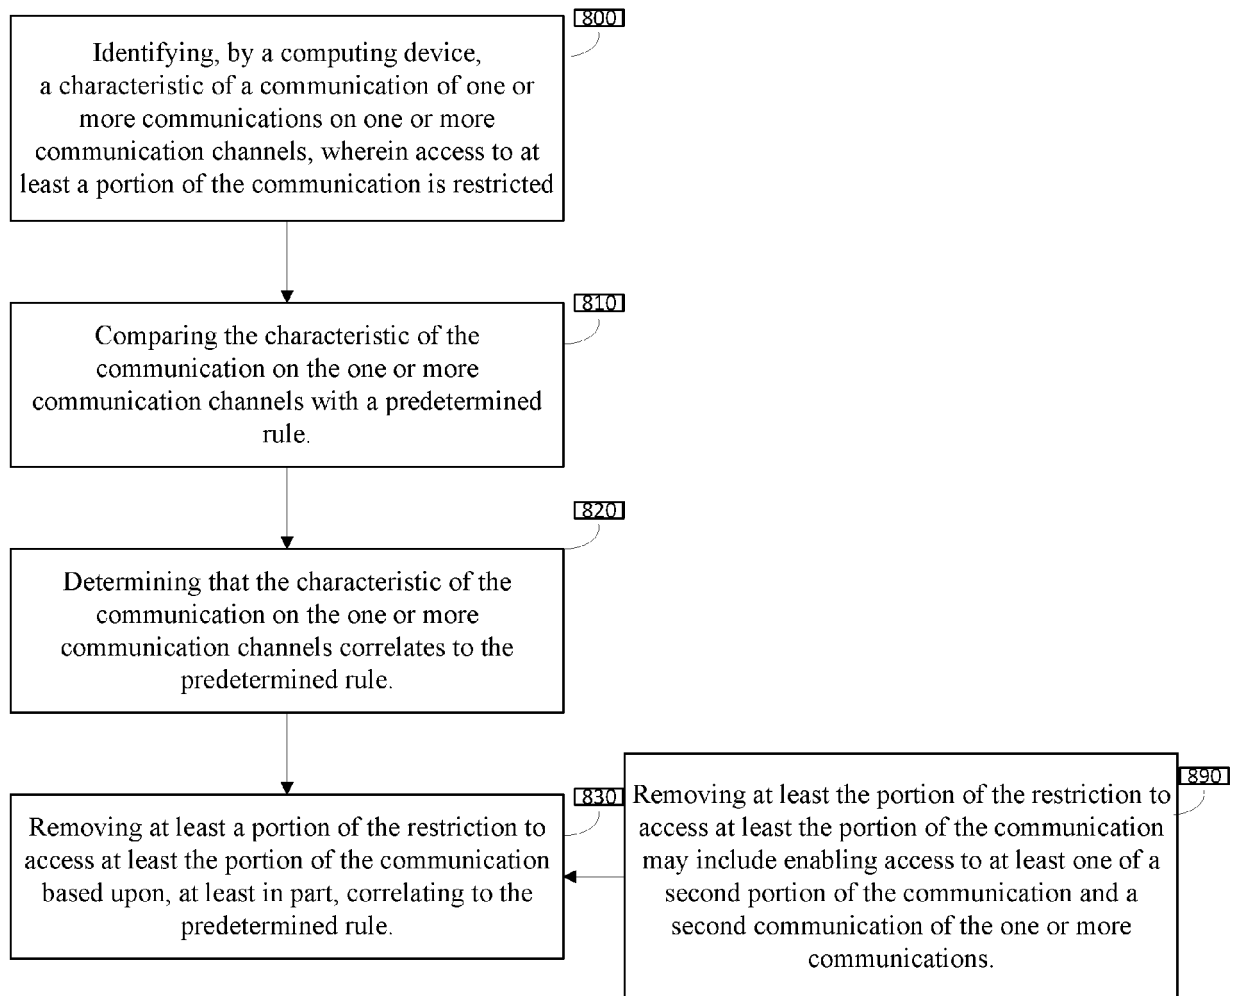 800
Identifying, by a computing device,
a characteristic of a communication of one or
more communications on one or more
communication channels, wherein access to at
least a portion of the communication is restricted
810
Comparing the characteristic of the
communication on the one or more
communication channels with a predetermined
rule.
820
Determining that the characteristic of the
communication on the one or more
communication channels correlates to the
predetermined rule.
830
Removing at least a portion of the restriction to
access at least the portion of the communication
based upon, at least in part, correlating to the
predetermined rule.
890
Removing at least the portion of the restriction to
access at least the portion of the communication
may include enabling access to at least one of a
second portion of the communication and a
second communication of the one or more
communications.